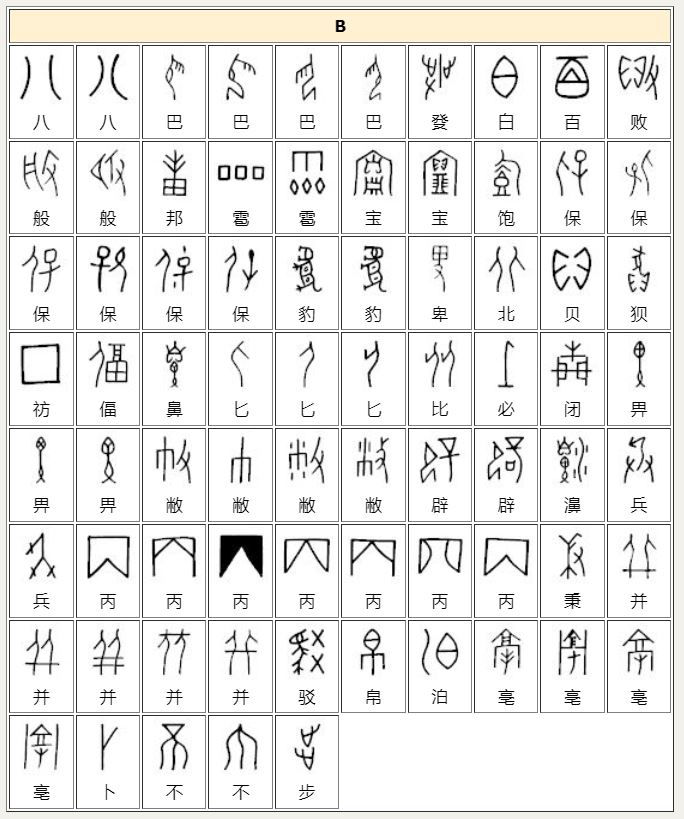 B
八 八 巴 巴 巴 巴 癹 白 百 败
般 般 邦 雹 雹 宝 宝 饱 保 保
保 保 保 保 豹 豹 卑 北 贝 狈
祊 偪 鼻 匕 匕 匕 比 必 闭 畀
畀 畀 敝 敝 敝 敝 辟 辟 濞 兵
兵 丙 丙 丙 丙 丙 丙 丙 秉 并
并 并 并 并 驳 帛 泊 亳 亳 亳
亳 卜 不 不 步